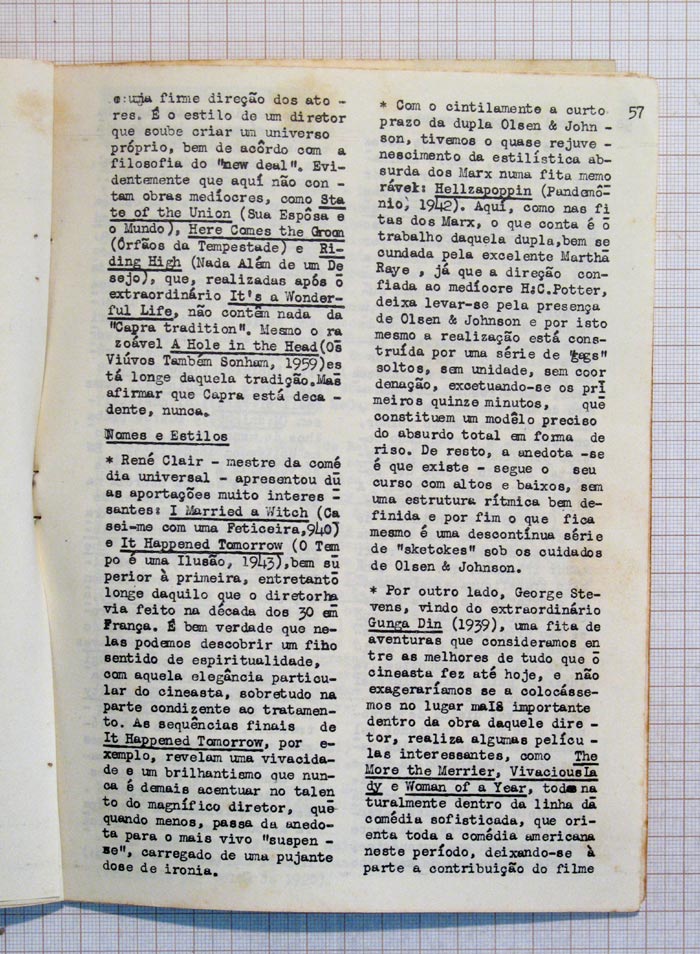 e uma firme direção dos ato -
res. É o estilo de um diretor
que soube criar um universo
próprio, bem de acôrdo com a
filosofia do "new deal". Evi-
dentemente que aquí não con -
tam obras medíocres, como Sta
te of the Union (Sua Espôsa e
o Mundo), Here Comes the Groom
(Órfãos da Tempestade) e Ri-
ding High (Nada Além de um De
sejo), que, realizadas após o
extraordinário It's a Wonder-
ful Life, não contêm nada da
"Capra tradition". Mesmo o ra
zoável A Hole in the Head(Os
Viúvos Também Sonham, 1959)es
tá longe daquela tradição.Mas
afirmar que Capra está deca -
dente, nunca.
Nomes e Estilos
* René Clair - mestre da comé
dia universal - apresentou du
as aportações muito interes -
santes: I Married a Witch (Ca
sei-me com uma Feticeira,940)
e It Happened Tomorrow (O Tem
po é uma Ilusão, 1943),bem su
perior à primeira, entretanto
longe daquilo que o diretorha
via feito na década dos 30 em
França. É bem verdade que ne-
las podemos descobrir um fiho
sentido de espiritualidade,
com aquela elegância particu-
lar do cineasta, sobretudo na
parte condizente ao tratamen-
to. As sequências finais de
It Happened Tomorrow, por e-
xemplo, revelam uma vivacida-
de e um brilhantismo que nun-
ca é demais acentuar no talen
to do magnífico diretor, que
quando menos, passa da anedo-
ta para o mais vivo "suspen -
se", carregado de uma pujante
dose de ironia.
57
* Com o cintilamente a curto
prazo da dupla Olsen & John -
son, tivemos o quase rejuve -
nescimento da estilística ab-
surda dos Marx numa fita memo
rável: Hellzapoppin (Pandemô-
nio, 1942). Aquí, como nas fi
tas dos Marx, o que conta é o
trabalho daquela dupla,bem se
cundada pela excelente Martha
Raye , já que a direção con-
fiada ao medíocre H.C.Potter,
deixa levar-se pela presença
de Olsen & Johnson e por isto
mesmo a realização está cons-
truída por uma série de "gags"
soltos, sem unidade, sem coor
denação, excetuando-se os pri
meiros quinze minutos, que
constituem um modêlo preciso
do absurdo total em forma de
riso. De resto, a anedota -se
é que existe - segue o seu
curso com altos e baixos, sem
uma estrutura rítmica bem de-
finida e por fim o que fica
mesmo é uma descontínua série
de "sketckes" sob os cuidados
de Olsen & Johnson.
* Por outro lado, George Ste-
vens, vindo do extraordinário
Gunga Din (1939), uma fita de
aventuras que consideramos en
tre as melhores de tudo que o
cineasta fez até hoje, e não
exageraríamos se a colocásse-
mos no lugar mais importante
dentro da obra daquele dire -
tor, realiza algumas pelícu -
las interessantes, como The
More the Merrier, VivaciousLa
dy e Woman of a Year, todas na
turalmente dentro da linha da
comédia sofisticada, que ori-
enta toda a comédia americana
neste período, deixando-se à
parte a contribuição do filme